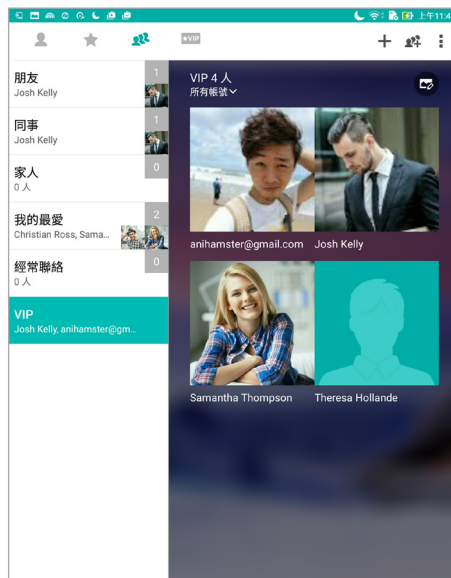 上午11:4
VIP
朋友
1
Josh Kelly
同事
1
Josh Kelly
家人
0
0 人
我的最愛
2
Christian Ross, Sama...
經常聯絡
0
0 人
VIP
Josh Kelly, anihamster@gm...
VIP 4 人
所有帳號
anihamster@gmail.com
Josh Kelly
Samantha Thompson
Theresa Hollande